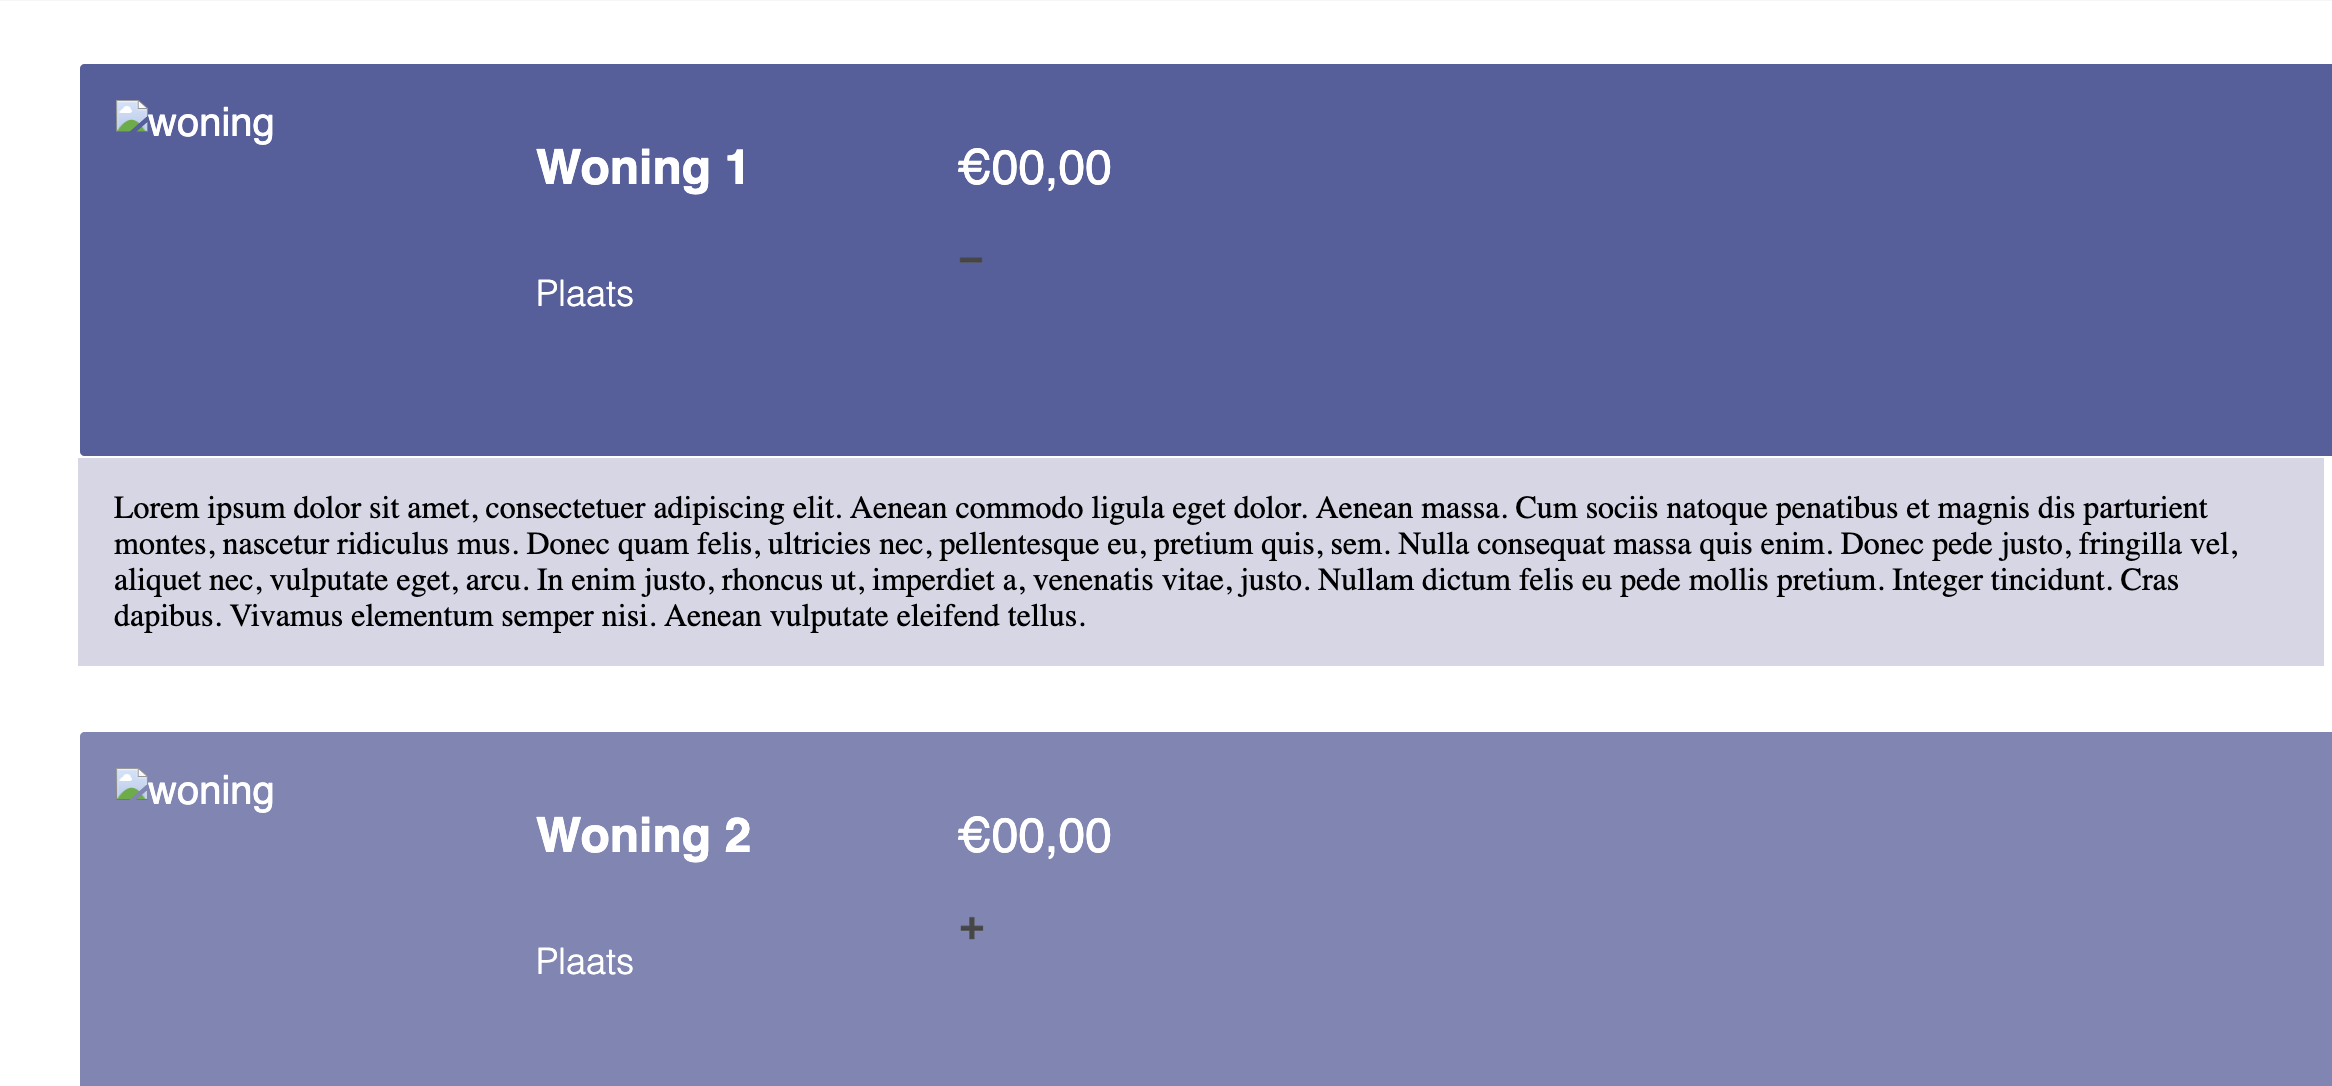 woning
Woning 1 €00,00
−
Plaats
Lorem ipsum dolor sit amet, consectetuer adipiscing elit. Aenean commodo ligula eget dolor. Aenean massa. Cum sociis natoque penatibus et magnis dis parturient
montes, nascetur ridiculus mus. Donec quam felis, ultricies nec, pellentesque eu, pretium quis, sem. Nulla consequat massa quis enim. Donec pede justo, fringilla vel,
aliquet nec, vulputate eget, arcu. In enim justo, rhoncus ut, imperdiet a, venenatis vitae, justo. Nullam dictum felis eu pede mollis pretium. Integer tincidunt. Cras
dapibus. Vivamus elementum semper nisi. Aenean vulputate eleifend tellus.
woning
Woning 2 €00,00
+
Plaats